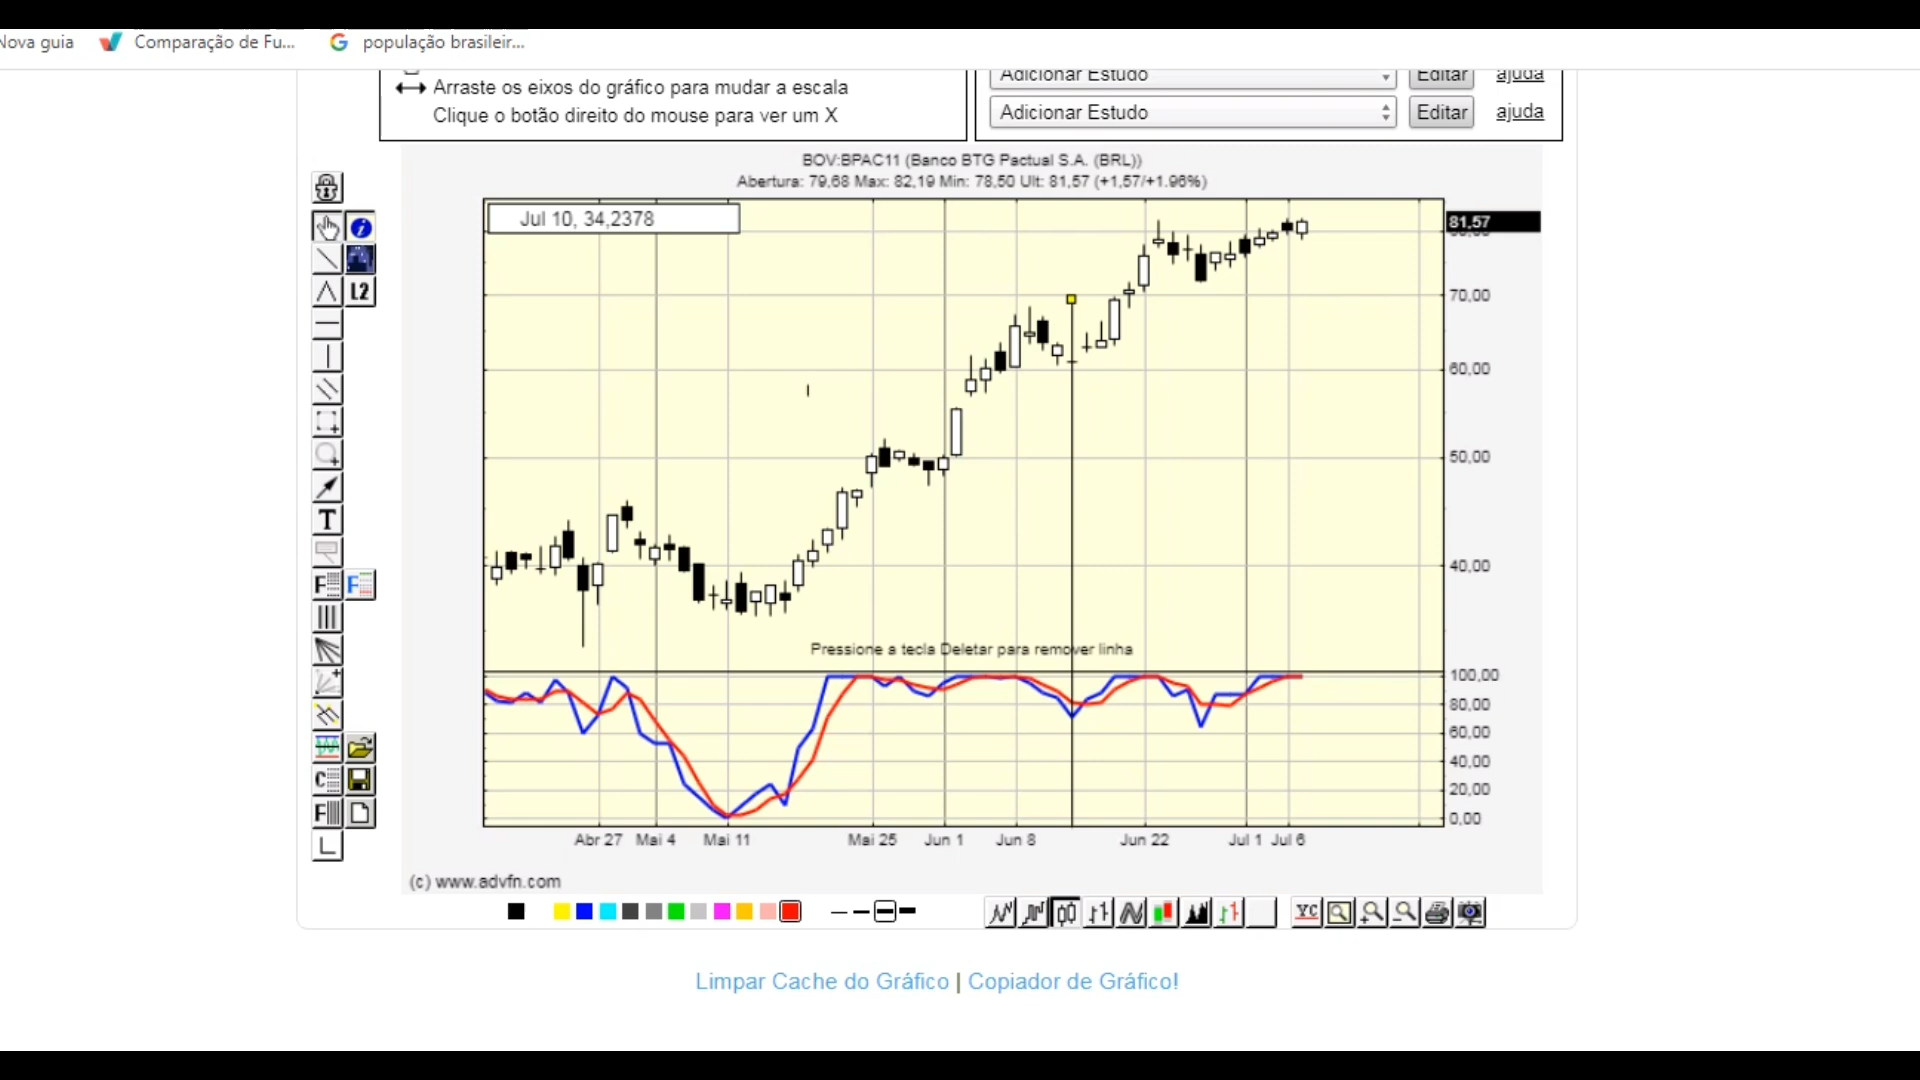 Nova guia Comparação de Fu... população brasileir...
Arraste os eixos do gráfico para mudar a escala
Clique o botão direito do mouse para ver um X
Adicionar Estudo Editar ajuda
Adicionar Estudo Editar ajuda
BOV:BPAC11 (Banco BTG Pactual S.A. (BRL))
Abertura: 79,68 Max: 82,19 Min: 78,50 Ult: 81,57 (+1,57/+1.96%)
Jul 10, 34,2378
81,57
70,00
60,00
50,00
40,00
Pressione a tecla Deletar para remover linha
100,00
80,00
60,00
40,00
20,00
0,00
Abr 27 Mai 4 Mai 11 Mai 25 Jun 1 Jun 8 Jun 22 Jul 1 Jul 6
(c) www.advfn.com
L2
T
F F
C
F
YC
Limpar Cache do Gráfico | Copiador de Gráfico!